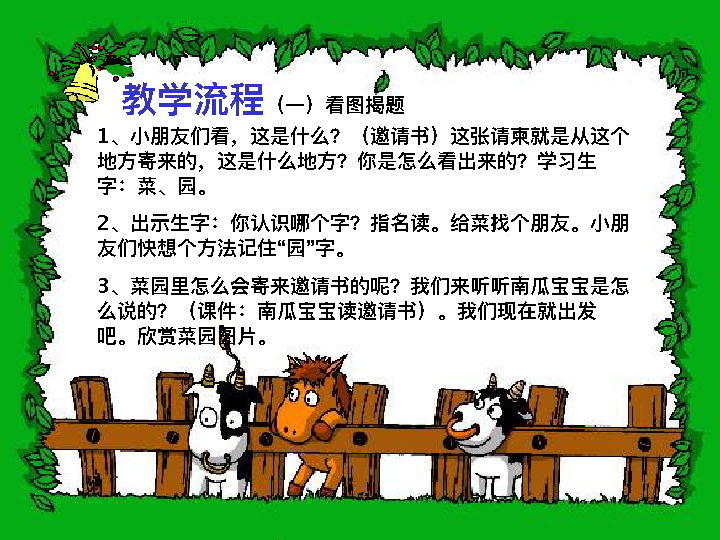 教学流程（一）看图揭题
1、小朋友们看，这是什么？（邀请书）这张请柬就是从这个
地方寄来的，这是什么地方？你是怎么看出来的？学习生
字：菜、园。
2、出示生字：你认识哪个字？指名读。给菜找个朋友。小朋
友们快想个方法记住“园”字。
3、菜园里怎么会寄来邀请书的呢？我们来听听南瓜宝宝是怎
么说的？（课件：南瓜宝宝读邀请书）。我们现在就出发
吧。欣赏菜园图片。